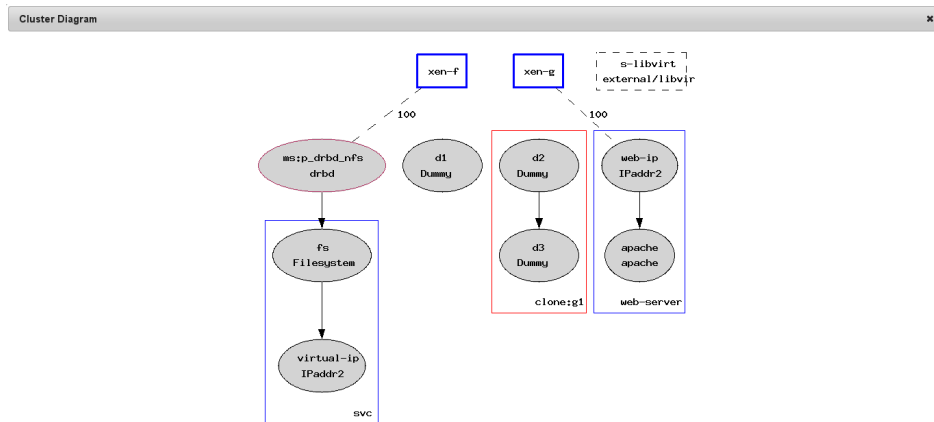 Cluster Diagram
xen-f
xen-g
s-libvirt
external/libvir
100
100
ms:p_drbd_nfs
drbd
d1
Dummy
d2
Dummy
web-ip
IPaddr2
fs
Filesystem
d3
Dummy
apache
apache
clone:g1
web-server
virtual-ip
IPaddr2
svc